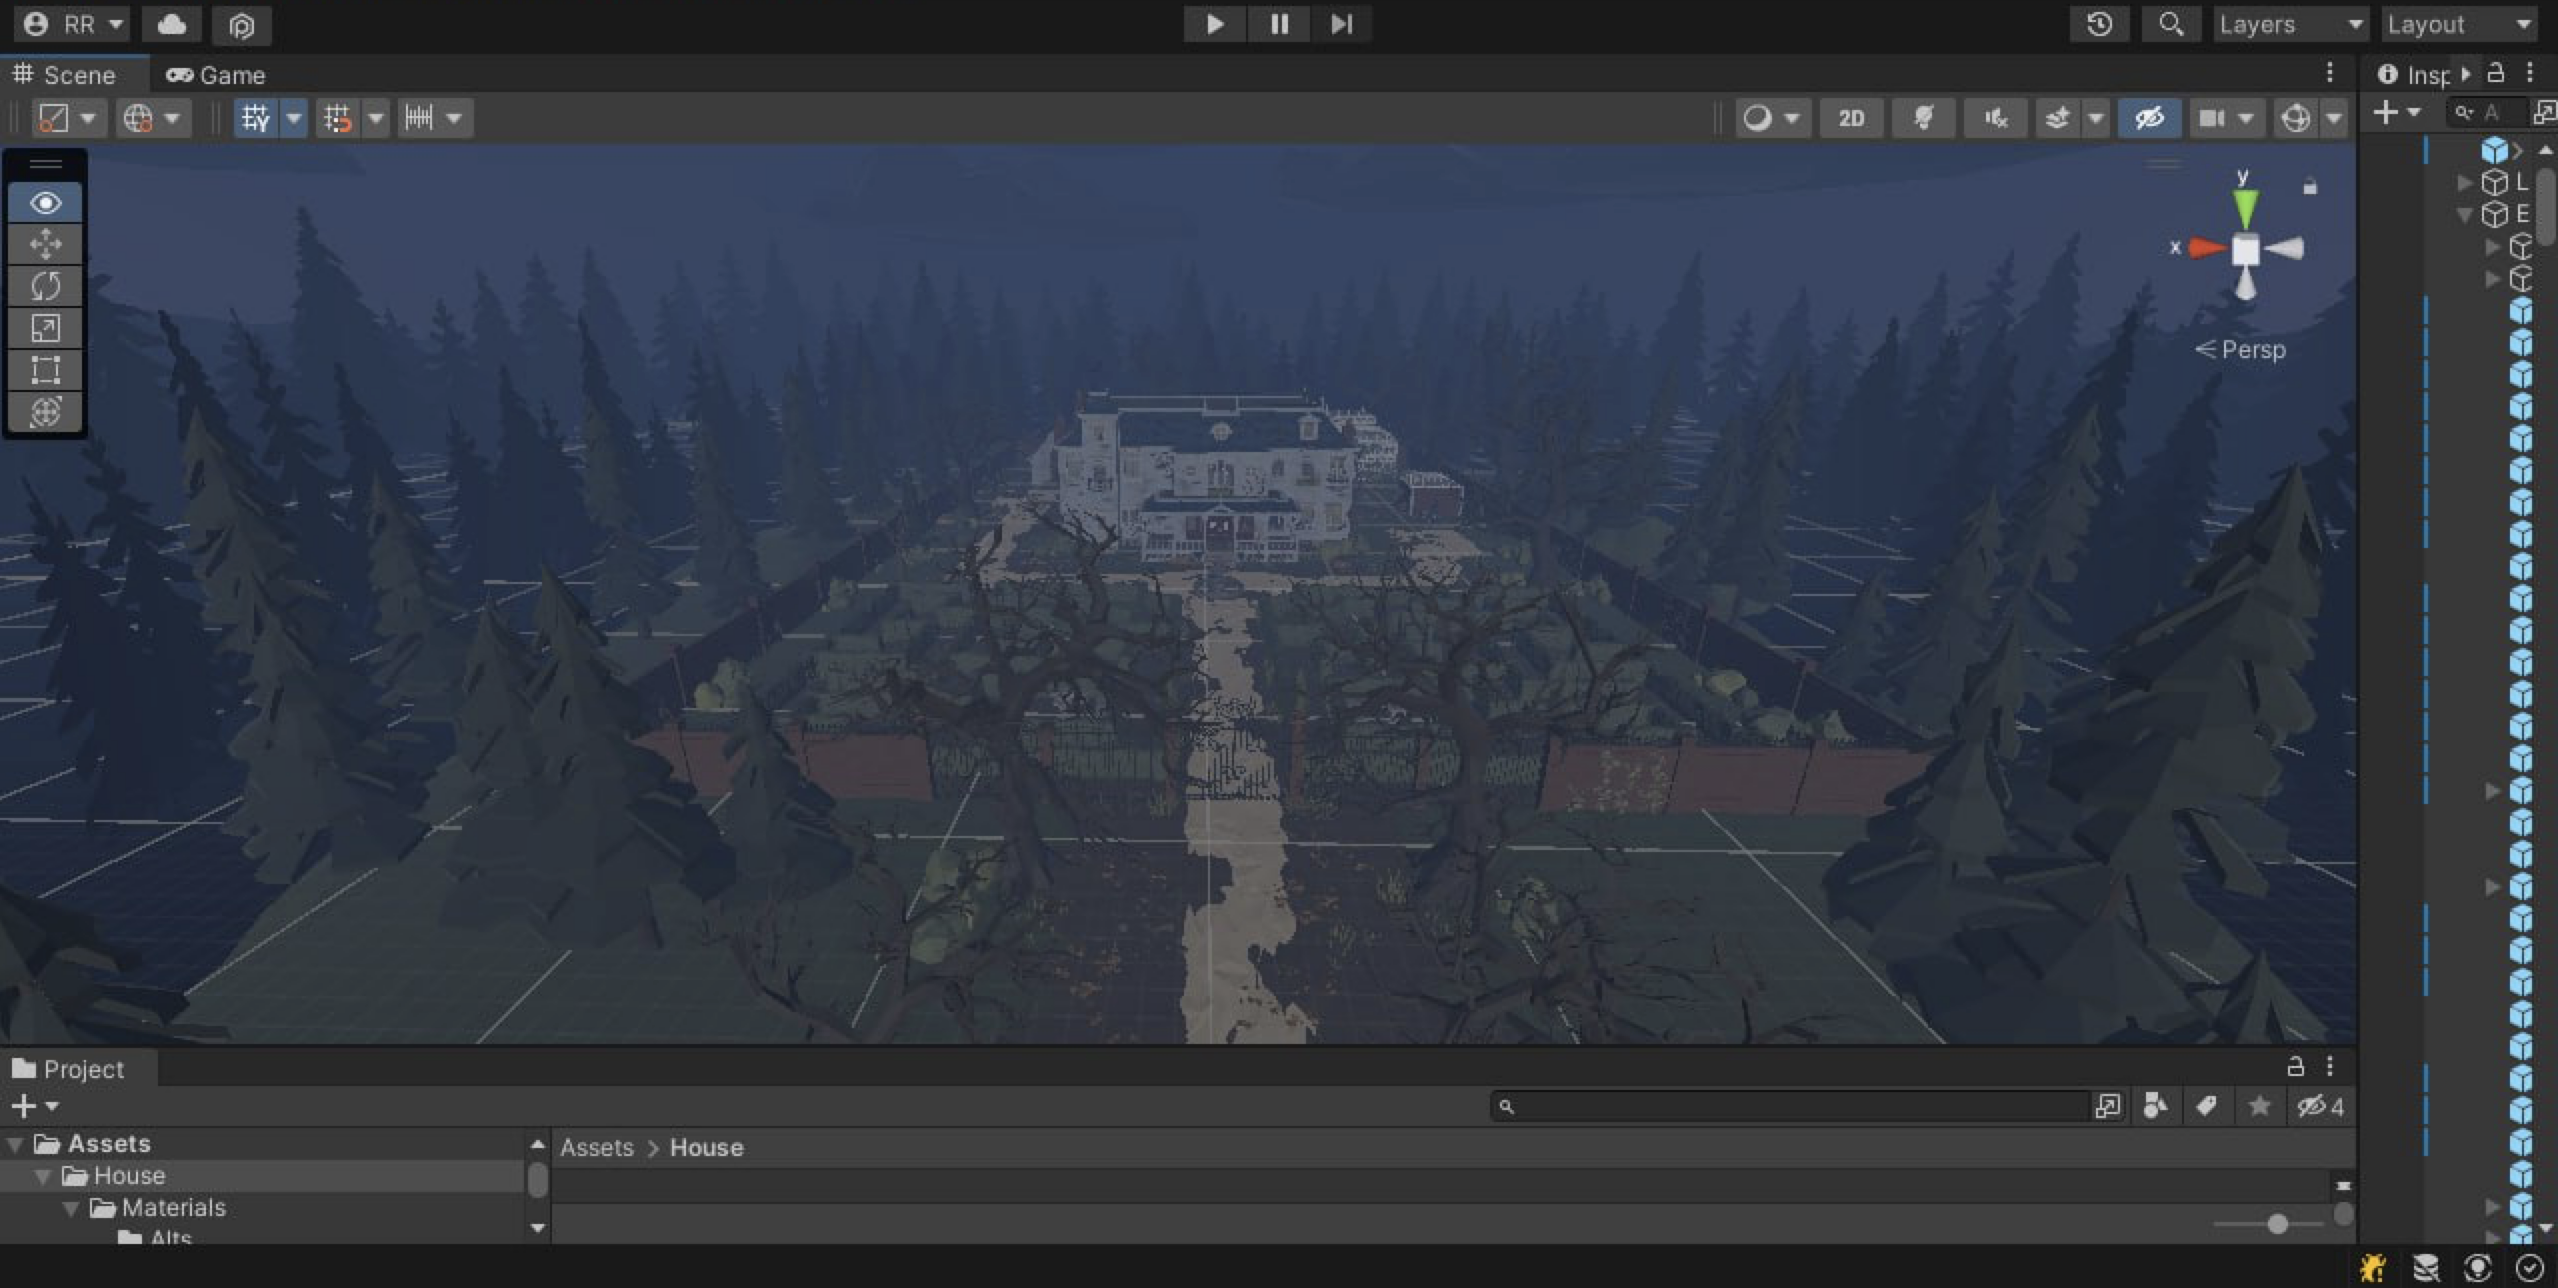 RR
Layers
Layout
Scene
Game
Insp
2D
A
y
x
Persp
L
E
Project
4
Assets
Assets > House
House
Materials
Alts